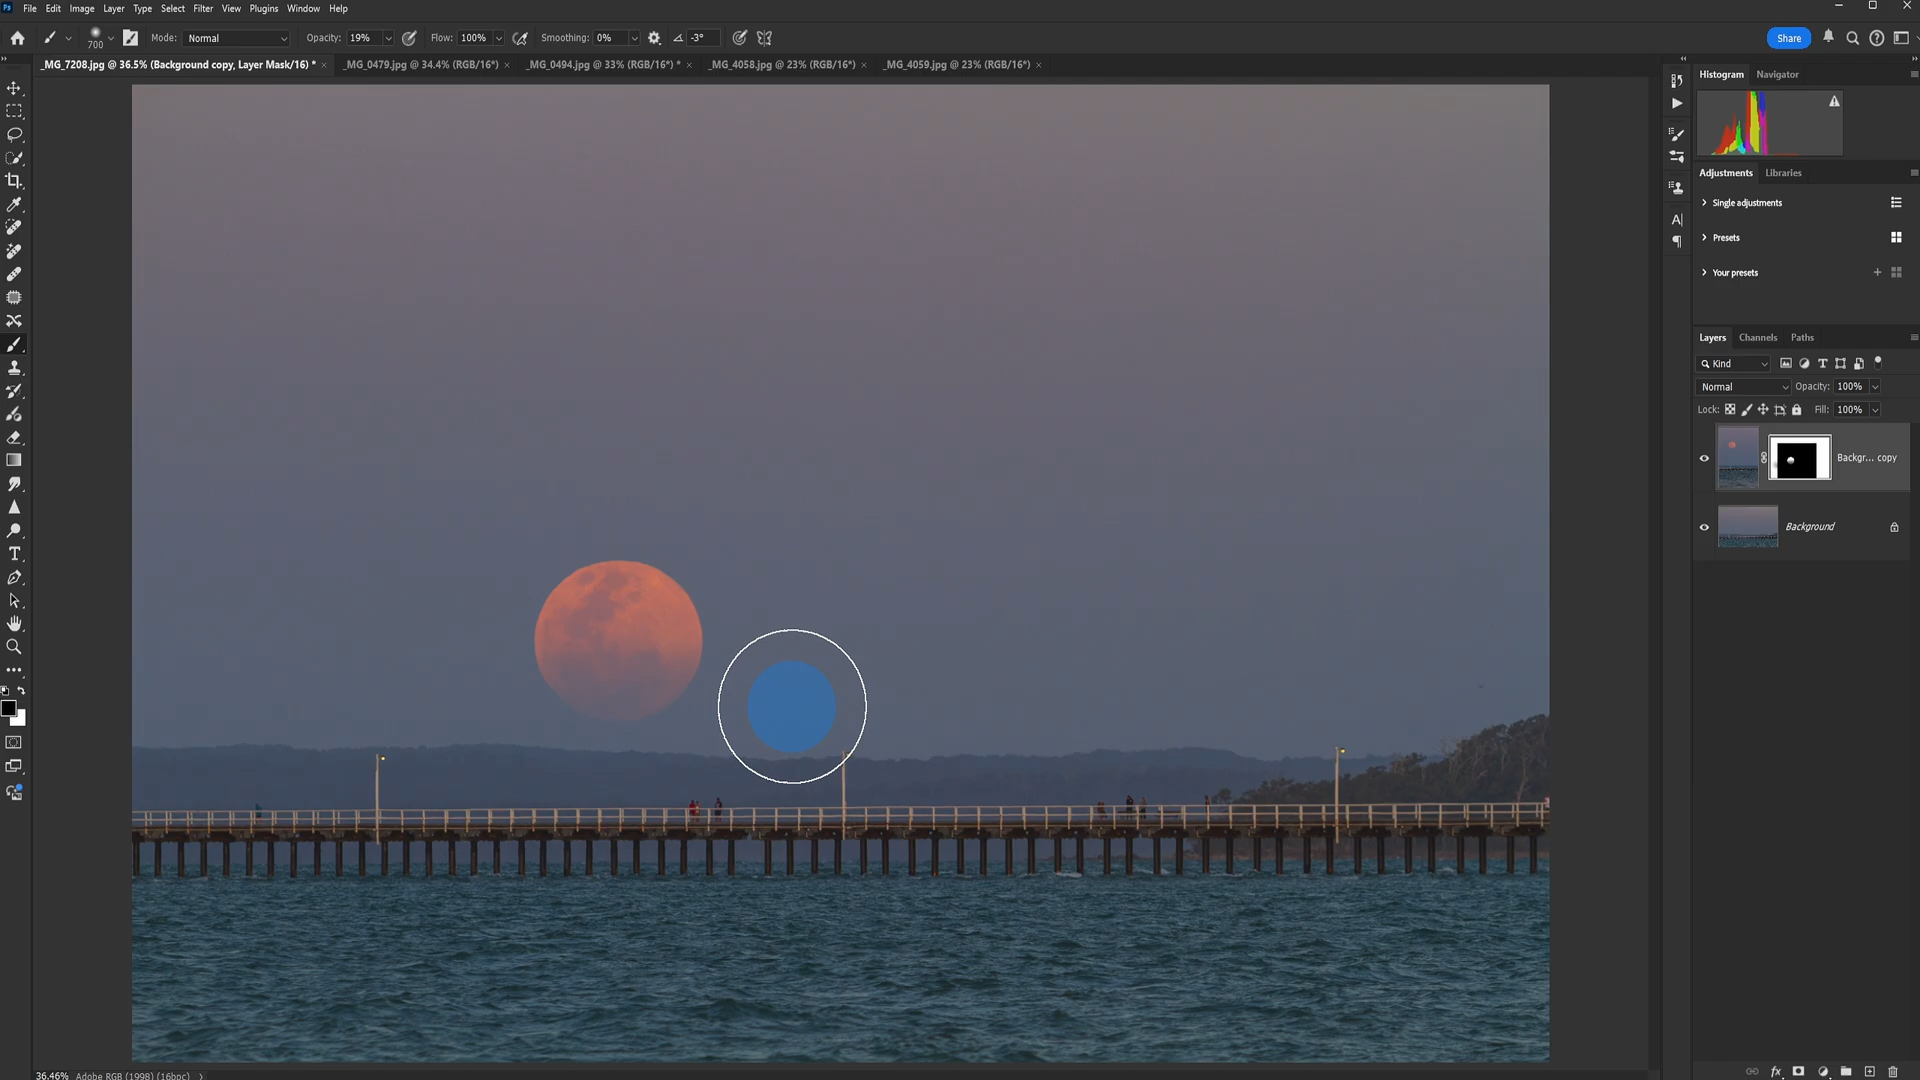 Ps File Edit Image Layer Type Select Filter View Plugins Window Help
700 Mode: Normal Opacity: 19% Flow: 100% Smoothing: 0% -3° Share
_MG_7208.jpg @ 36.5% (Background copy, Layer Mask/16) * _MG_0479.jpg @ 34.4% (RGB/16*) _MG_0494.jpg @ 33% (RGB/16*) * _MG_4058.jpg @ 23% (RGB/16*) _MG_4059.jpg @ 23% (RGB/16*)
Histogram Navigator
Adjustments Libraries
Single adjustments
Presets
Your presets
Layers Channels Paths
Kind
Normal Opacity: 100%
Lock: Fill: 100%
Backgr... copy
Background
36.46% Adobe RGB (1998) (16bpc)